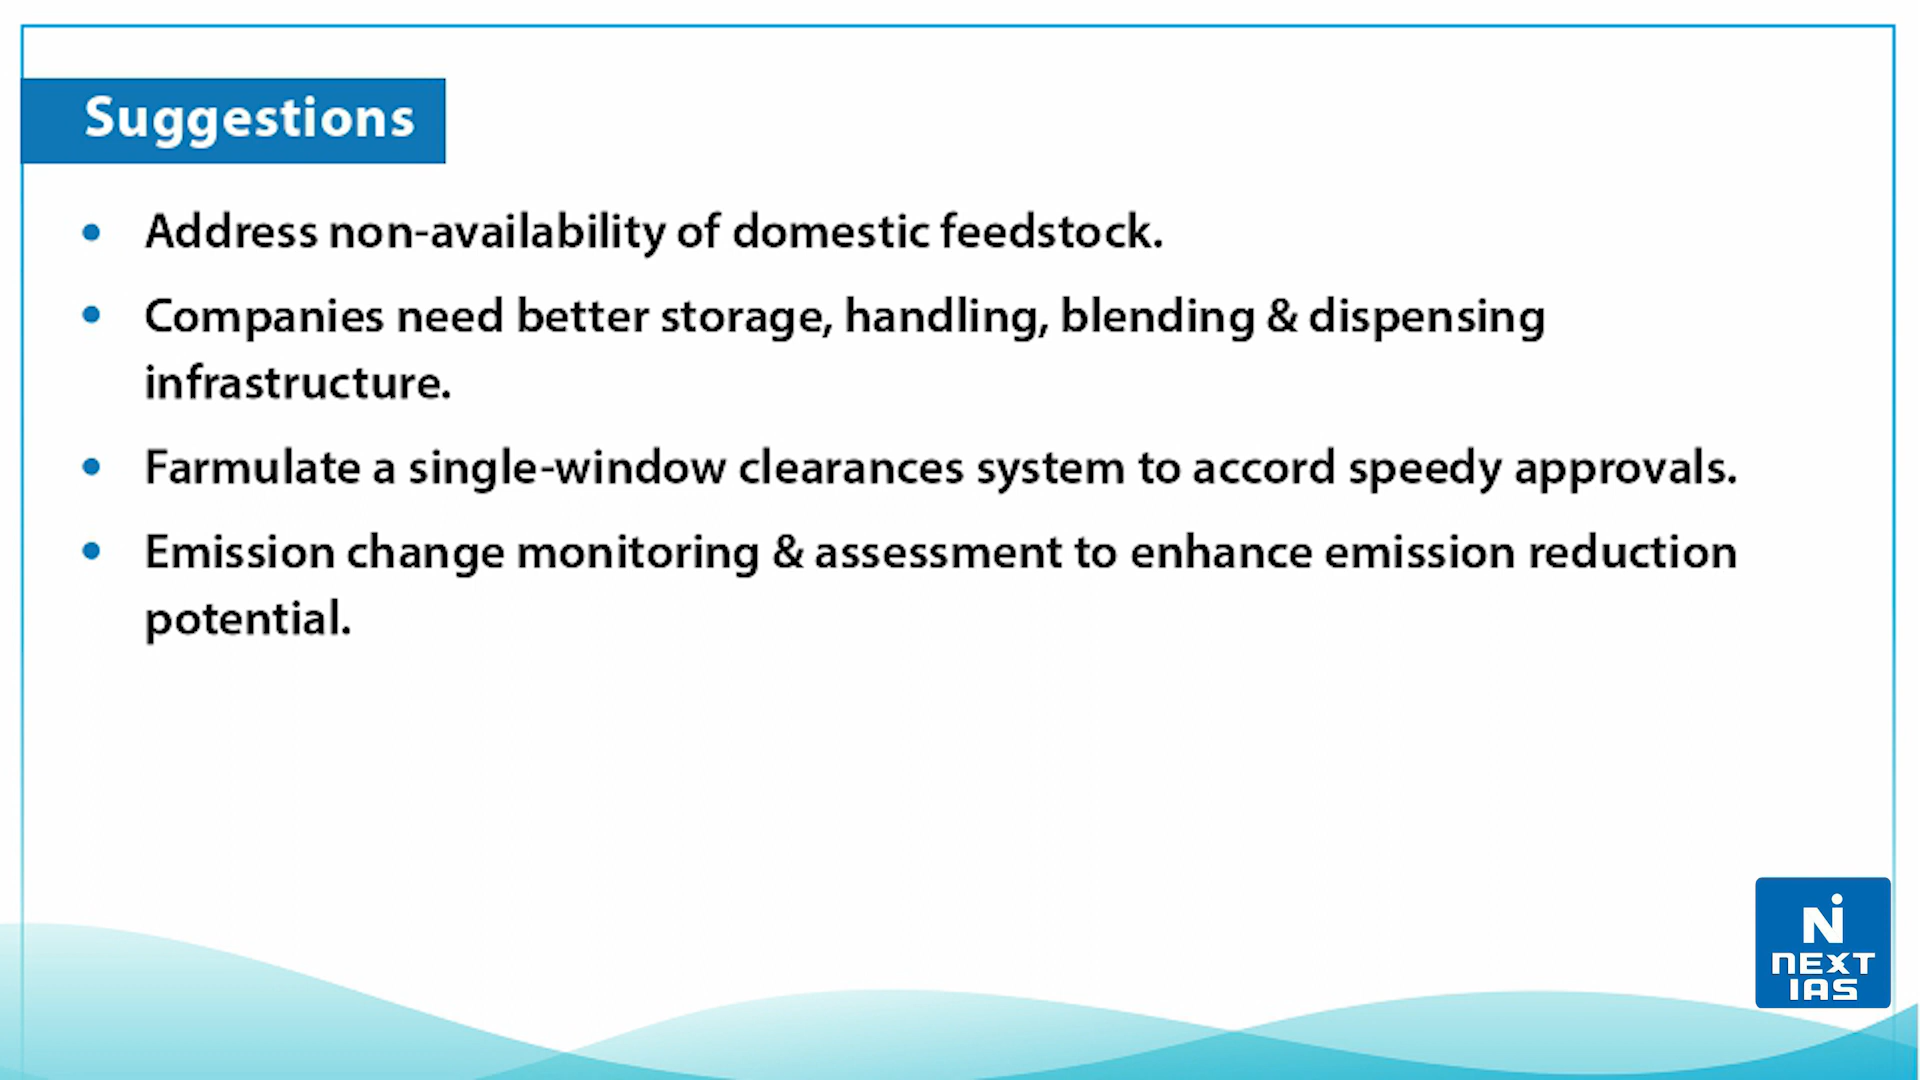 Suggestions
• Address non-availability of domestic feedstock.
• Companies need better storage, handling, blending & dispensing
infrastructure.
• Farmulate a single-window clearances system to accord speedy approvals.
• Emission change monitoring & assessment to enhance emission reduction
potential.
N
NEXT
IAS